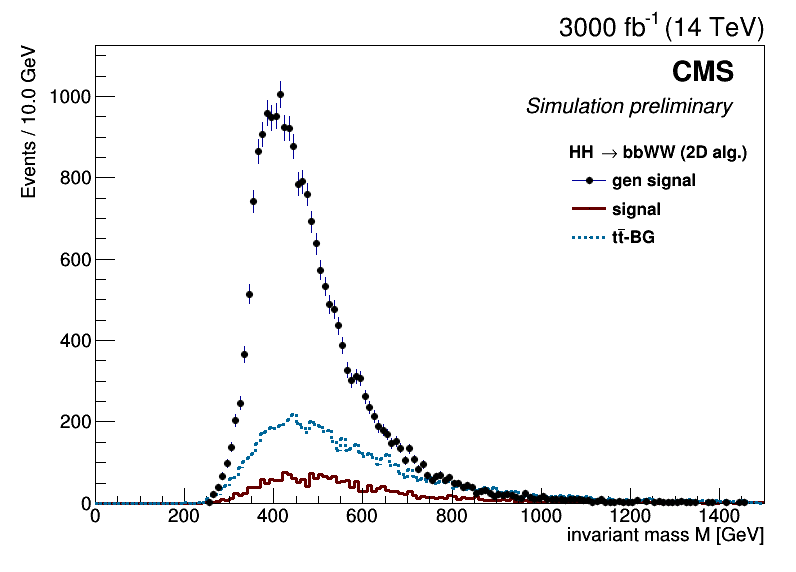 3000 fb⁻¹ (14 TeV)
CMS
Simulation preliminary
HH → bbWW (2D alg.)
gen signal
signal
tt̄-BG
Events / 10.0 GeV
1000
800
600
400
200
0
0 200 400 600 800 1000 1200 1400
invariant mass M [GeV]